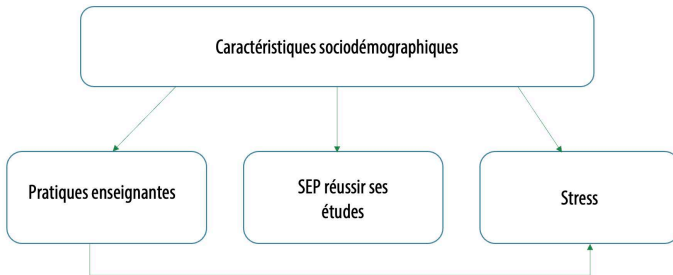 Caractéristiques sociodémographiques
Pratiques enseignantes
SEP réussir ses
études
Stress